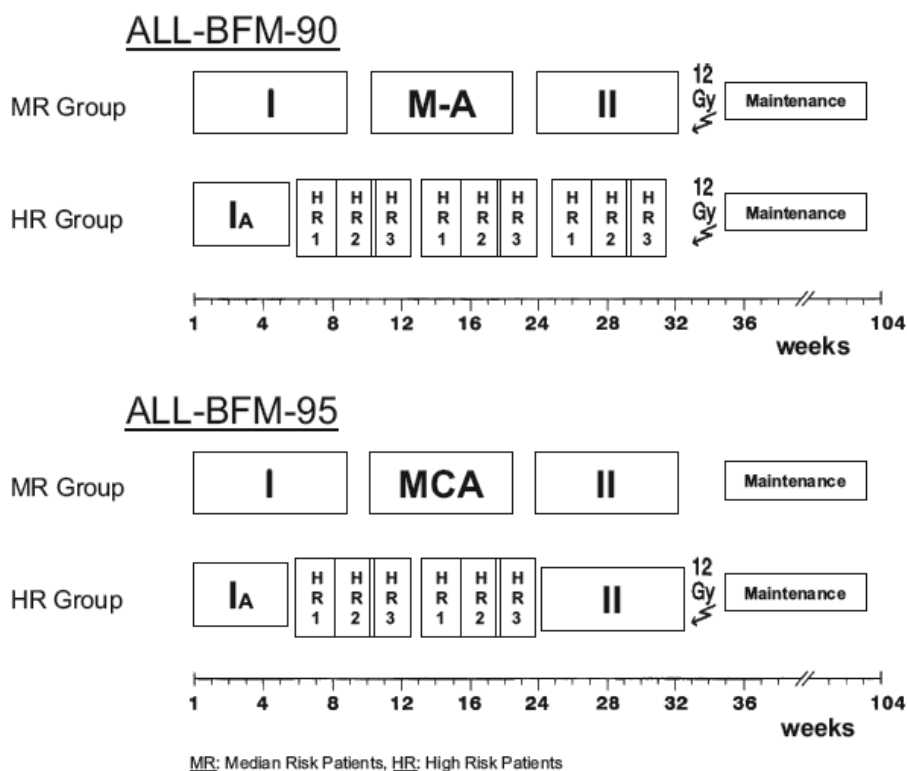 ALL-BFM-90
MR Group
I
M-A
II
12
Gy
Maintenance
HR Group
IA
H
R
1
H
R
2
H
R
3
H
R
1
H
R
2
H
R
3
H
R
1
H
R
2
H
R
3
12
Gy
Maintenance
1 4 8 12 16 24 28 32 36 104
weeks
ALL-BFM-95
MR Group
I
MCA
II
Maintenance
HR Group
IA
H
R
1
H
R
2
H
R
3
H
R
1
H
R
2
H
R
3
II
12
Gy
Maintenance
1 4 8 12 16 24 28 32 36 104
weeks
MR: Median Risk Patients, HR: High Risk Patients